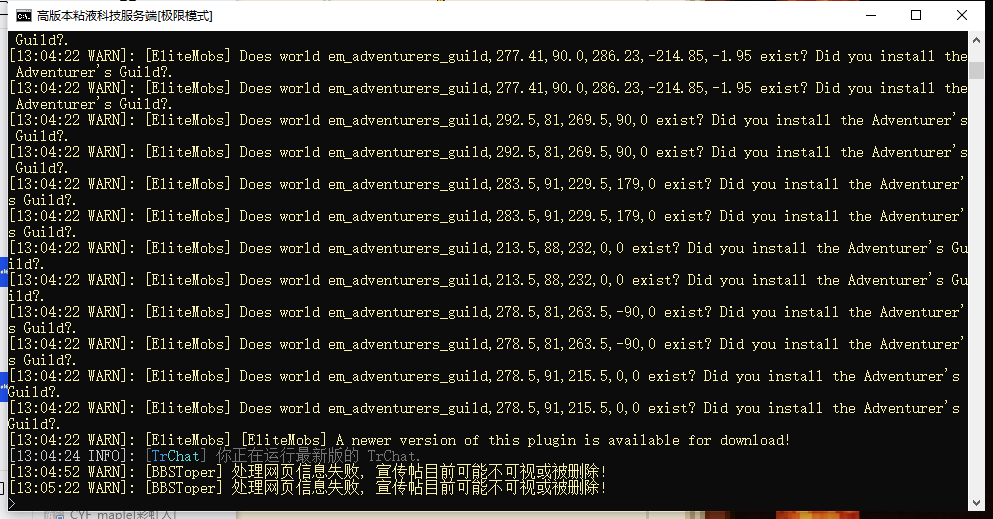 高版本粘液科技服务端[极限模式]
Guild?.
[13:04:22 WARN]: [EliteMobs] Does world em_adventurers_guild,277.41,90.0,286.23,-214.85,-1.95 exist? Did you install the
Adventurer's Guild?.
[13:04:22 WARN]: [EliteMobs] Does world em_adventurers_guild,277.41,90.0,286.23,-214.85,-1.95 exist? Did you install the
Adventurer's Guild?.
[13:04:22 WARN]: [EliteMobs] Does world em_adventurers_guild,292.5,81,269.5,90,0 exist? Did you install the Adventurer's
Guild?.
[13:04:22 WARN]: [EliteMobs] Does world em_adventurers_guild,292.5,81,269.5,90,0 exist? Did you install the Adventurer's
Guild?.
[13:04:22 WARN]: [EliteMobs] Does world em_adventurers_guild,283.5,91,229.5,179,0 exist? Did you install the Adventurer'
s Guild?.
[13:04:22 WARN]: [EliteMobs] Does world em_adventurers_guild,283.5,91,229.5,179,0 exist? Did you install the Adventurer'
s Guild?.
[13:04:22 WARN]: [EliteMobs] Does world em_adventurers_guild,213.5,88,232,0,0 exist? Did you install the Adventurer's Gu
ild?.
[13:04:22 WARN]: [EliteMobs] Does world em_adventurers_guild,213.5,88,232,0,0 exist? Did you install the Adventurer's Gu
ild?.
[13:04:22 WARN]: [EliteMobs] Does world em_adventurers_guild,278.5,81,263.5,-90,0 exist? Did you install the Adventurer'
s Guild?.
[13:04:22 WARN]: [EliteMobs] Does world em_adventurers_guild,278.5,81,263.5,-90,0 exist? Did you install the Adventurer'
s Guild?.
[13:04:22 WARN]: [EliteMobs] Does world em_adventurers_guild,278.5,91,215.5,0,0 exist? Did you install the Adventurer's
Guild?.
[13:04:22 WARN]: [EliteMobs] Does world em_adventurers_guild,278.5,91,215.5,0,0 exist? Did you install the Adventurer's
Guild?.
[13:04:22 WARN]: [EliteMobs] [EliteMobs] A newer version of this plugin is available for download!
[13:04:24 INFO]: [TrChat] 你正在运行最新版的 TrChat.
[13:04:52 WARN]: [BBSToper] 处理网页信息失败, 宣传帖目前可能不可视或被删除!
[13:05:22 WARN]: [BBSToper] 处理网页信息失败, 宣传帖目前可能不可视或被删除!
>